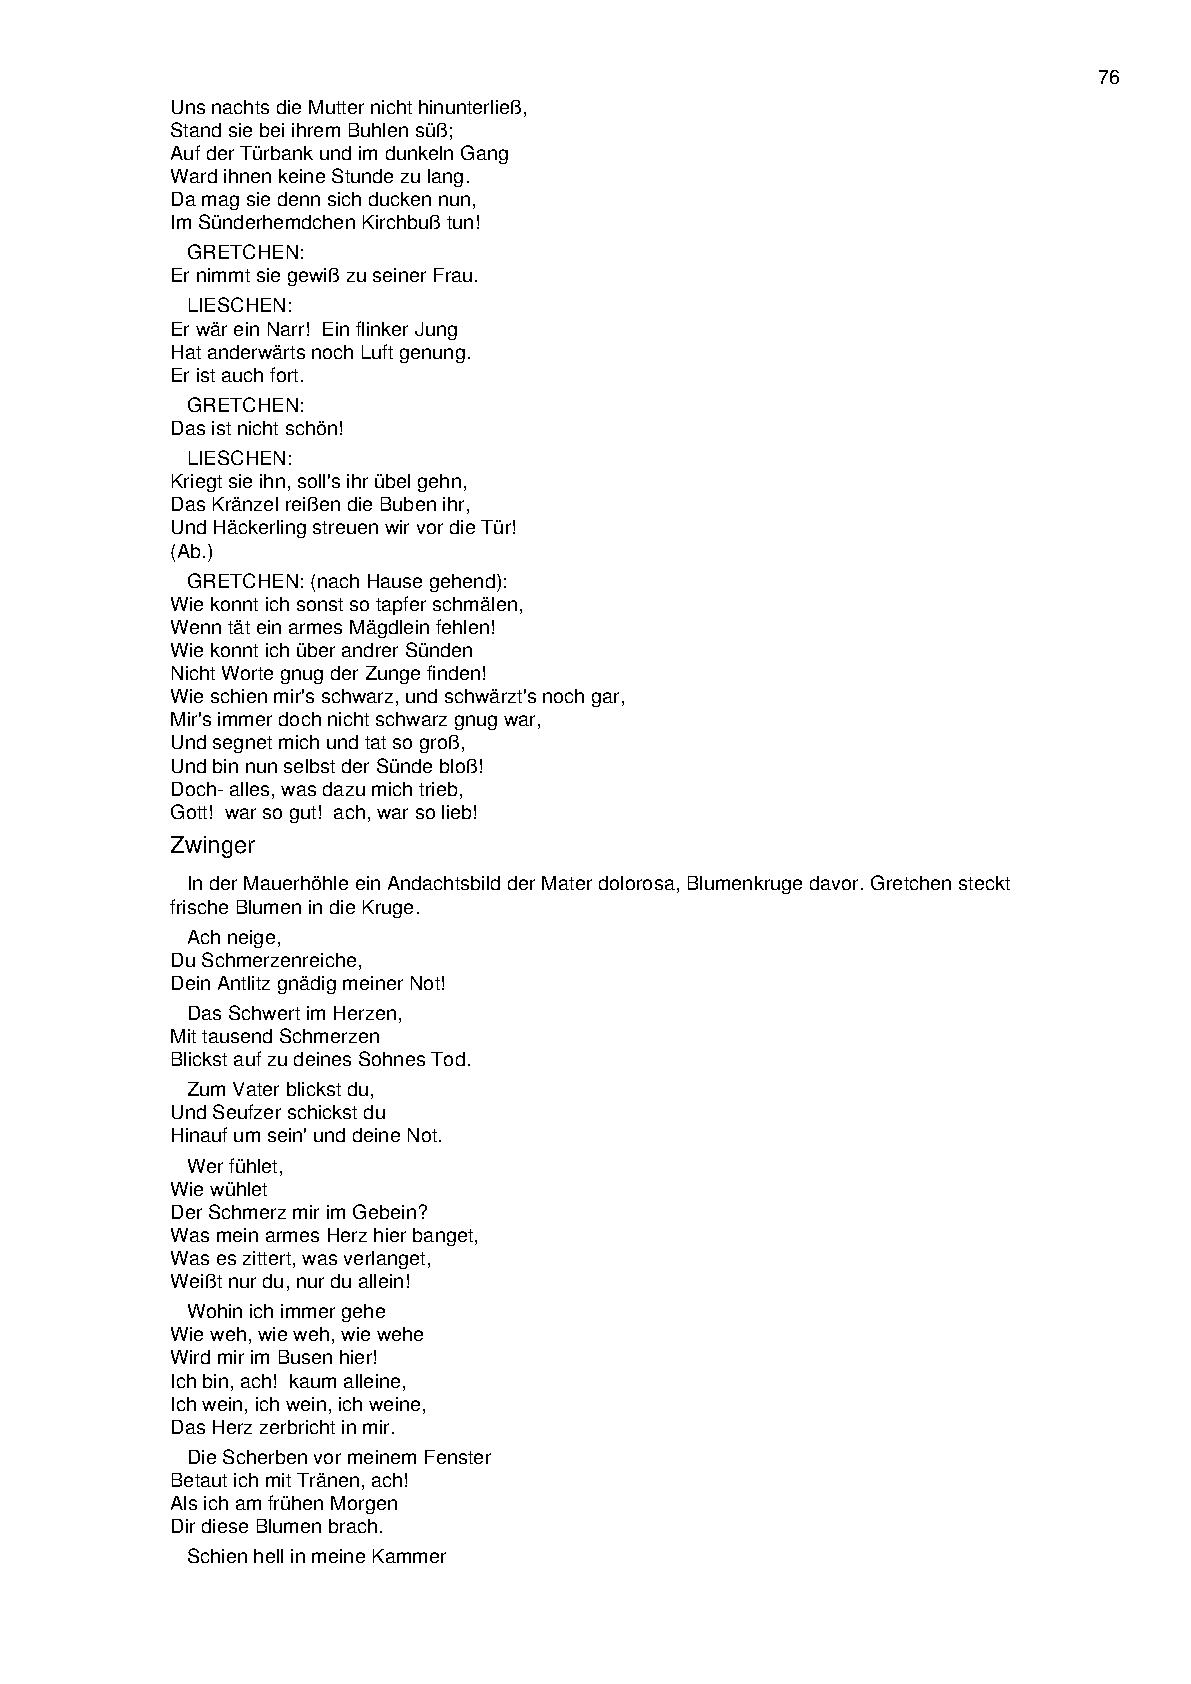 76
Uns nachts die Mutter nicht hinunterließ,
Stand sie bei ihrem Buhlen süß;
Auf der Türbank und im dunkeln Gang
Ward ihnen keine Stunde zu lang.
Da mag sie denn sich ducken nun,
Im Sünderhemdchen Kirchbuß tun!
GRETCHEN:
Er nimmt sie gewiß zu seiner Frau.
LIESCHEN:
Er wär ein Narr!  Ein flinker Jung
Hat anderwärts noch Luft genung.
Er ist auch fort.
GRETCHEN:
Das ist nicht schön!
LIESCHEN:
Kriegt sie ihn, soll's ihr übel gehn,
Das Kränzel reißen die Buben ihr,
Und Häckerling streuen wir vor die Tür!
(Ab.)
GRETCHEN: (nach Hause gehend):
Wie konnt ich sonst so tapfer schmälen,
Wenn tät ein armes Mägdlein fehlen!
Wie konnt ich über andrer Sünden
Nicht Worte gnug der Zunge finden!
Wie schien mir's schwarz, und schwärzt's noch gar,
Mir's immer doch nicht schwarz gnug war,
Und segnet mich und tat so groß,
Und bin nun selbst der Sünde bloß!
Doch- alles, was dazu mich trieb,
Gott!  war so gut!  ach, war so lieb!
Zwinger
In der Mauerhöhle ein Andachtsbild der Mater dolorosa, Blumenkruge davor. Gretchen steckt
frische Blumen in die Kruge.
Ach neige,
Du Schmerzenreiche,
Dein Antlitz gnädig meiner Not!
Das Schwert im Herzen,
Mit tausend Schmerzen
Blickst auf zu deines Sohnes Tod.
Zum Vater blickst du,
Und Seufzer schickst du
Hinauf um sein' und deine Not.
Wer fühlet,
Wie wühlet
Der Schmerz mir im Gebein?
Was mein armes Herz hier banget,
Was es zittert, was verlanget,
Weißt nur du, nur du allein!
Wohin ich immer gehe
Wie weh, wie weh, wie wehe
Wird mir im Busen hier!
Ich bin, ach!  kaum alleine,
Ich wein, ich wein, ich weine,
Das Herz zerbricht in mir.
Die Scherben vor meinem Fenster
Betaut ich mit Tränen, ach!
Als ich am frühen Morgen
Dir diese Blumen brach.
Schien hell in meine Kammer